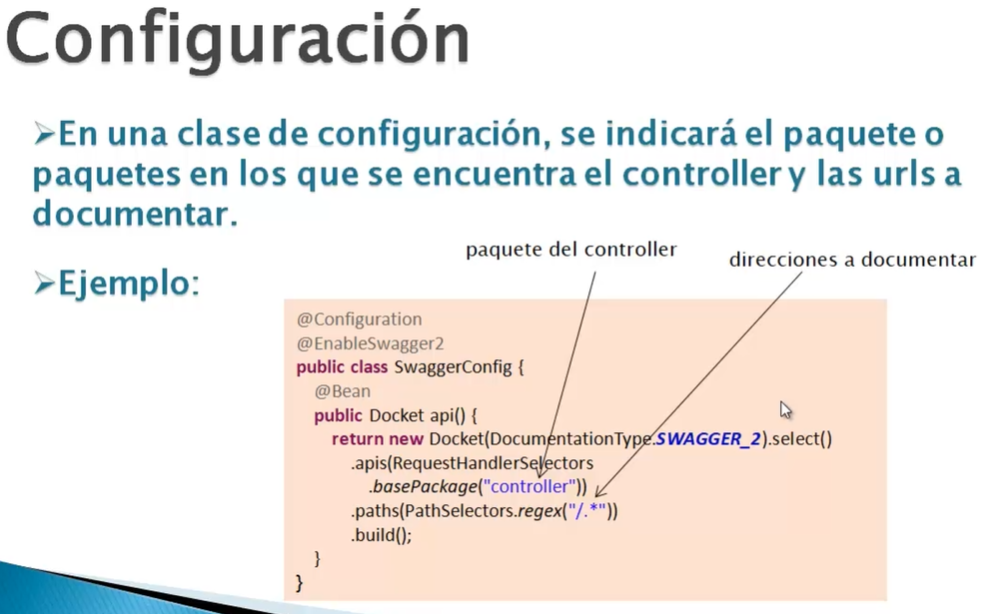 Configuración
➢En una clase de configuración, se indicará el paquete o
paquetes en los que se encuentra el controller y las urls a
documentar.
paquete del controller
direcciones a documentar
➢Ejemplo:
@Configuration
@EnableSwagger2
public class SwaggerConfig {
@Bean
public Docket api() {
return new Docket(DocumentationType.SWAGGER_2).select()
.apis(RequestHandlerSelectors
.basePackage("controller"))
.paths(PathSelectors.regex("/.*"))
.build();
}
}